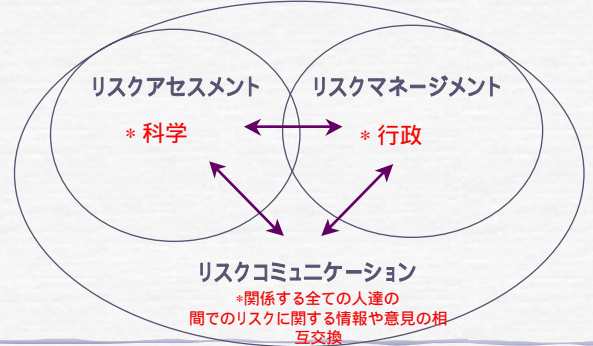 リスクアセスメント リスクマネージメント
* 科学 * 行政
リスクコミュニケーション
*関係する全ての人達の
間でのリスクに関する情報や意見の相
互交換